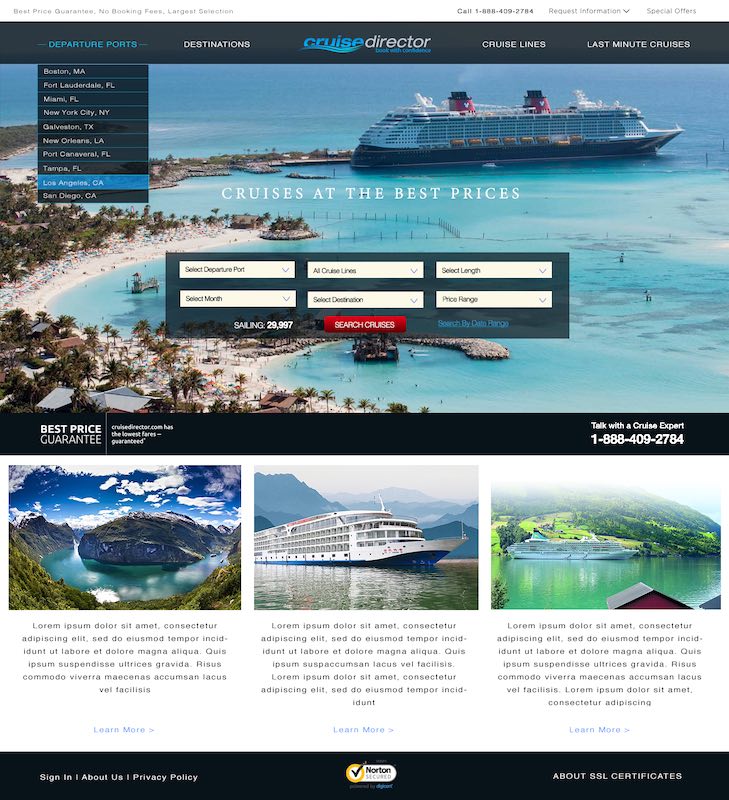 Best Price Guarantee, No Booking Fees, Largest Selection
Call 1-888-409-2784
Request Information
Special Offers
DEPARTURE PORTS
DESTINATIONS
cruisedirector
book with confidence
CRUISE LINES
LAST MINUTE CRUISES
Boston, MA
Fort Lauderdale, FL
Miami, FL
New York City, NY
Galveston, TX
New Orleans, LA
Port Canaveral, FL
Tampa, FL
Los Angeles, CA
San Diego, CA
CRUISES AT THE BEST PRICES
Select Departure Port
All Cruise Lines
Select Length
Select Month
Select Destination
Price Range
SAILING: 29,997
SEARCH CRUISES
Search By Date Range
BEST PRICE
GUARANTEE
cruisedirector.com has
the lowest fares –
guaranteed*
Talk with a Cruise Expert
1-888-409-2784
Lorem ipsum dolor sit amet, consectetur
adipiscing elit, sed do eiusmod tempor incid-
idunt ut labore et dolore magna aliqua. Quis
ipsum suspendisse ultrices gravida. Risus
commodo viverra maecenas accumsan lacus
vel facilisis
Learn More >
Lorem ipsum dolor sit amet, consectetur
adipiscing elit, sed do eiusmod tempor incid-
idunt ut labore et dolore magna aliqua. Quis
ipsum suspaccumsan lacus vel facilisis.
Lorem ipsum dolor sit amet, consectetur
adipiscing elit, sed do eiusmod tempor incid-
idunt
Learn More >
Lorem ipsum dolor sit amet, consectetur
adipiscing elit, sed do eiusmod tempor incid-
idunt ut labore et dolore magna aliqua. Quis
ipsum suspendisse ultrices gravida. Risus
commodo viverra maecenas accumsan lacus
vel facilisis. Lorem ipsum dolor sit amet,
consectetur adipiscing
Learn More >
Sign In I About Us I Privacy Policy
Norton
SECURED
powered by digicert
ABOUT SSL CERTIFICATES